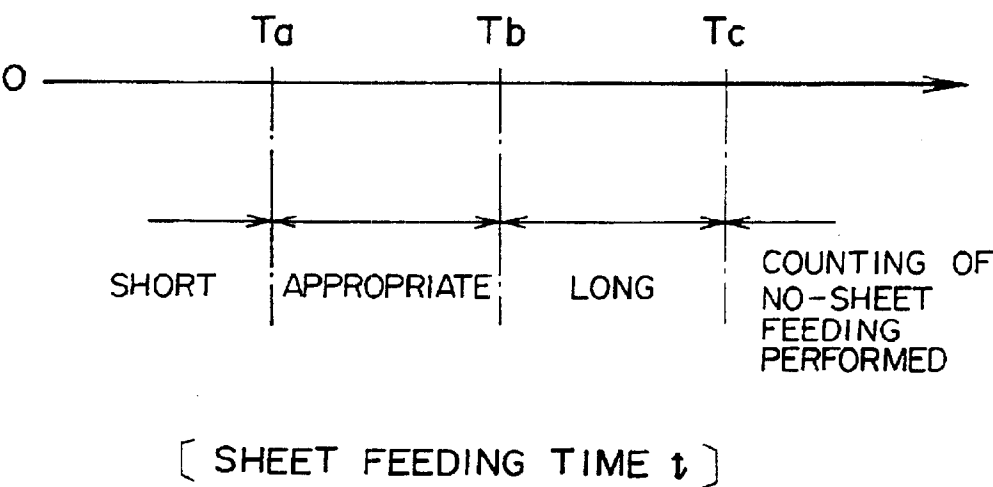 Ta Tb Tc
O
SHORT APPROPRIATE LONG COUNTING OF
NO-SHEET
FEEDING
PERFORMED
[ SHEET FEEDING TIME t ]